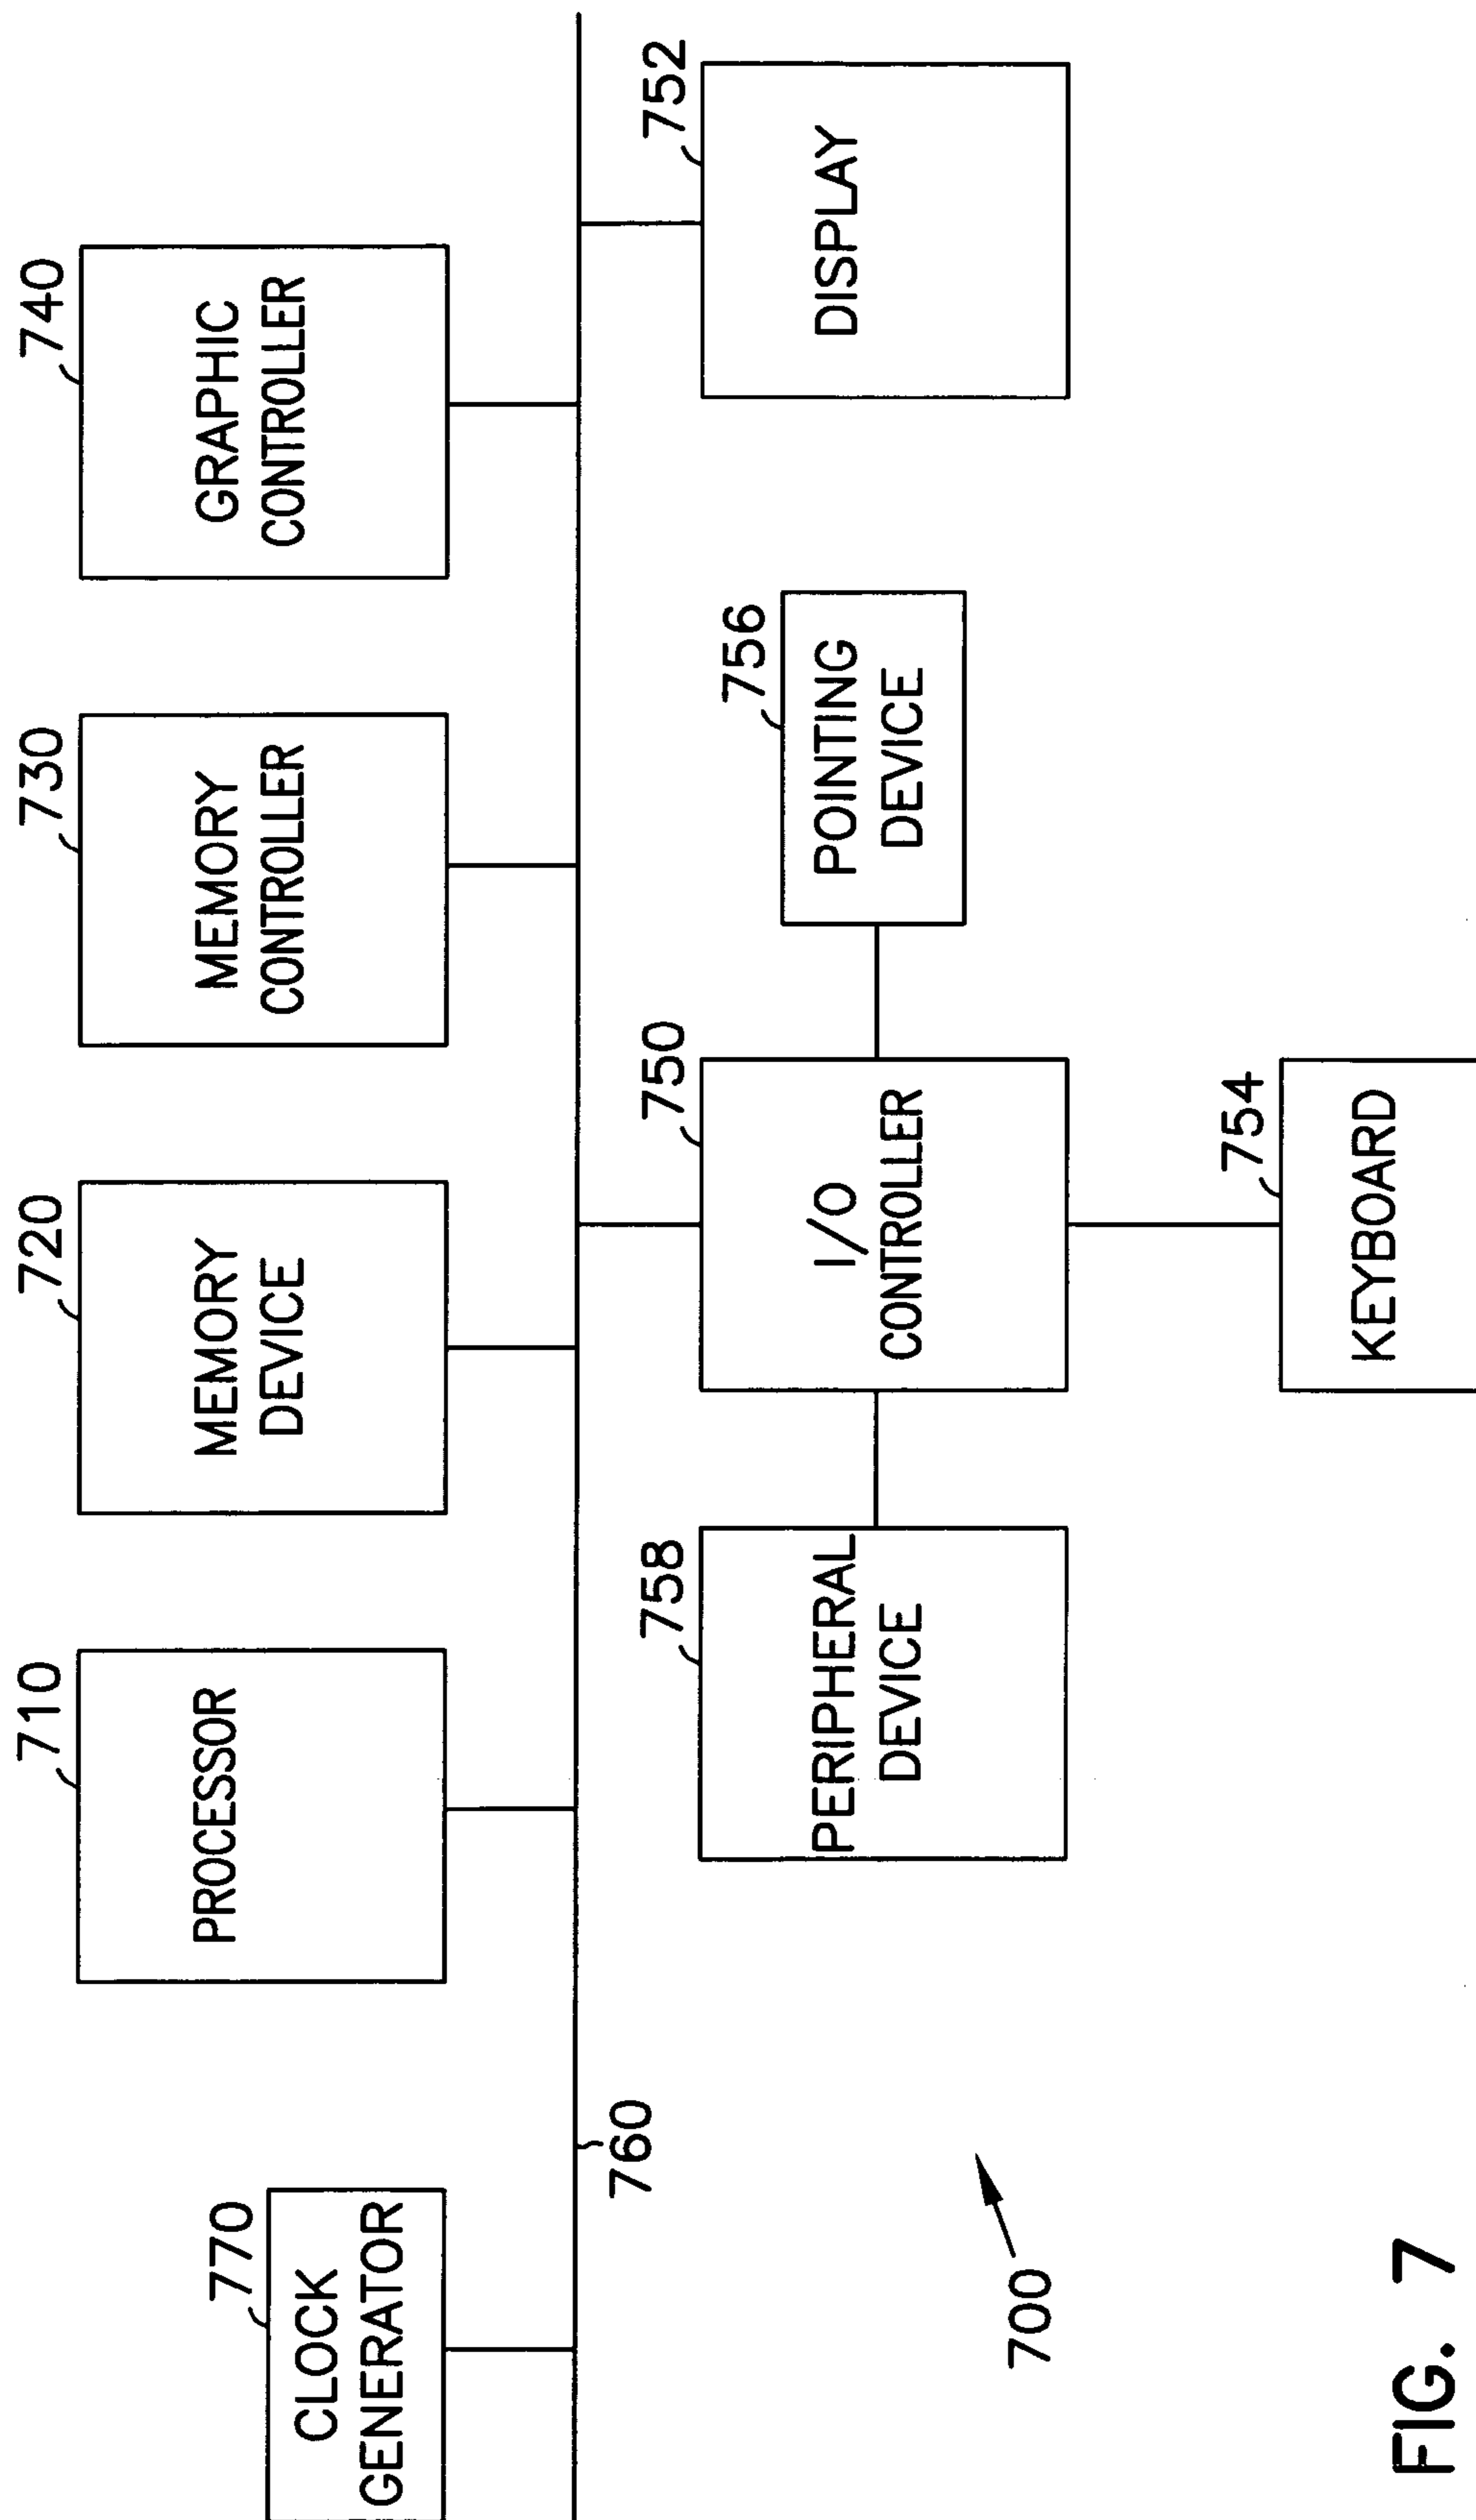 770
CLOCK
GENERATOR
710
PROCESSOR
720
MEMORY
DEVICE
730
MEMORY
CONTROLLER
740
GRAPHIC
CONTROLLER
760
758
PERIPHERAL
DEVICE
750
I/O
CONTROLLER
756
POINTING
DEVICE
752
DISPLAY
700
754
KEYBOARD
FIG. 7